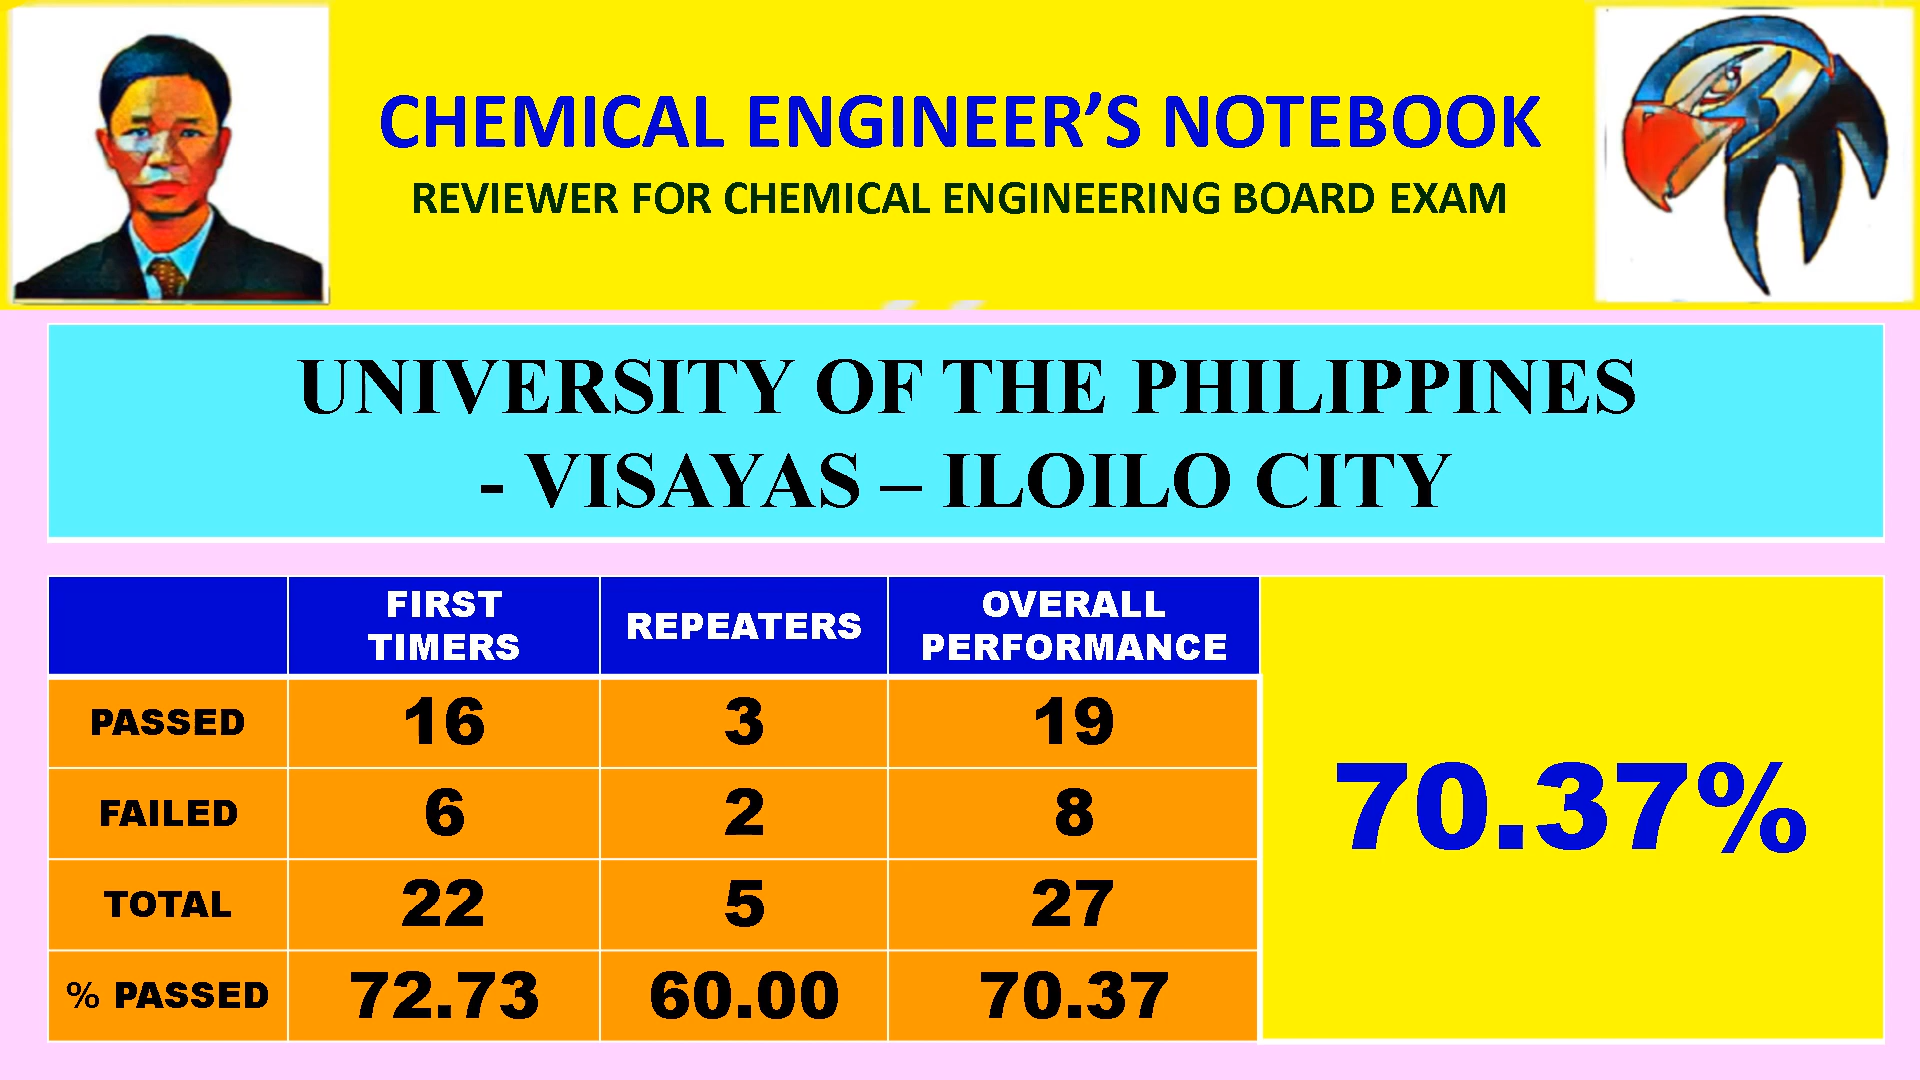 CHEMICAL ENGINEER’S NOTEBOOK
REVIEWER FOR CHEMICAL ENGINEERING BOARD EXAM
UNIVERSITY OF THE PHILIPPINES
- VISAYAS – ILOILO CITY
FIRST TIMERS REPEATERS OVERALL PERFORMANCE
PASSED 16 3 19
FAILED 6 2 8
TOTAL 22 5 27
% PASSED 72.73 60.00 70.37
70.37%